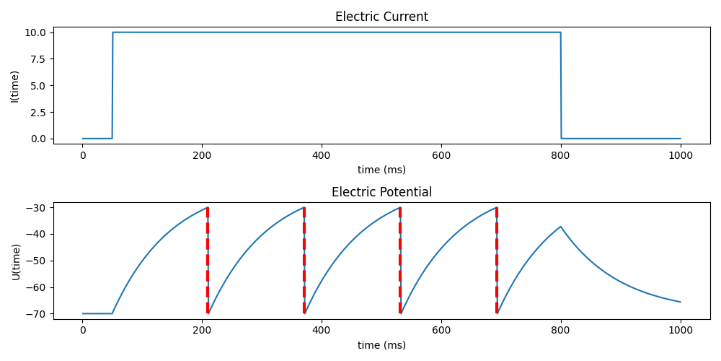 Electric Current
10.0
7.5
5.0
2.5
0.0
I(time)
0 200 400 600 800 1000
time (ms)
Electric Potential
−30
−40
−50
−60
−70
U(time)
0 200 400 600 800 1000
time (ms)